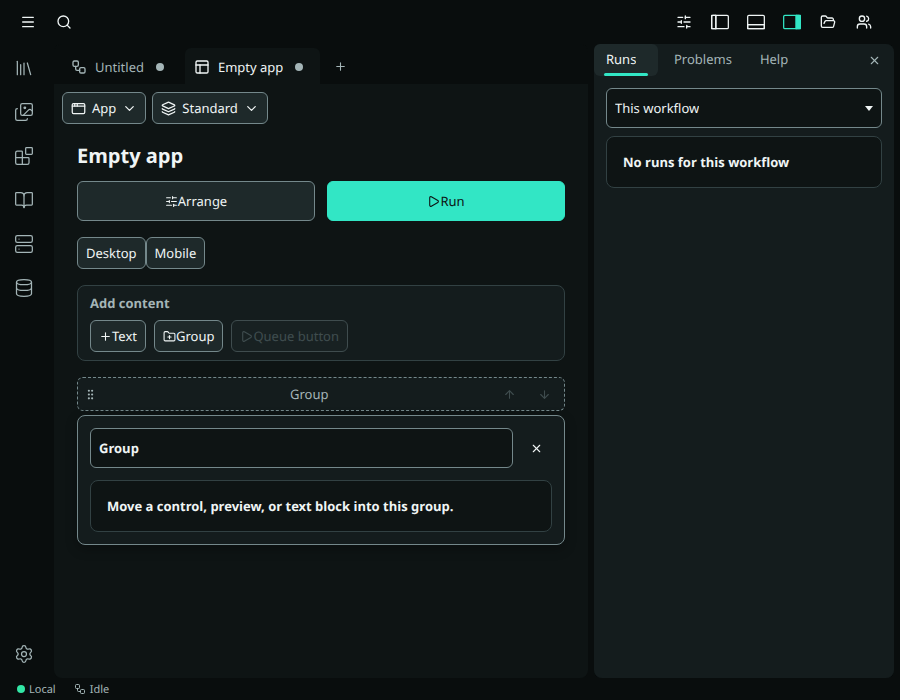 Untitled
Empty app
Runs
Problems
Help
App
Standard
This workflow
Empty app
No runs for this workflow
Arrange
Run
Desktop
Mobile
Add content
Text
Group
Queue button
Group
Group
Move a control, preview, or text block into this group.
Local
Idle